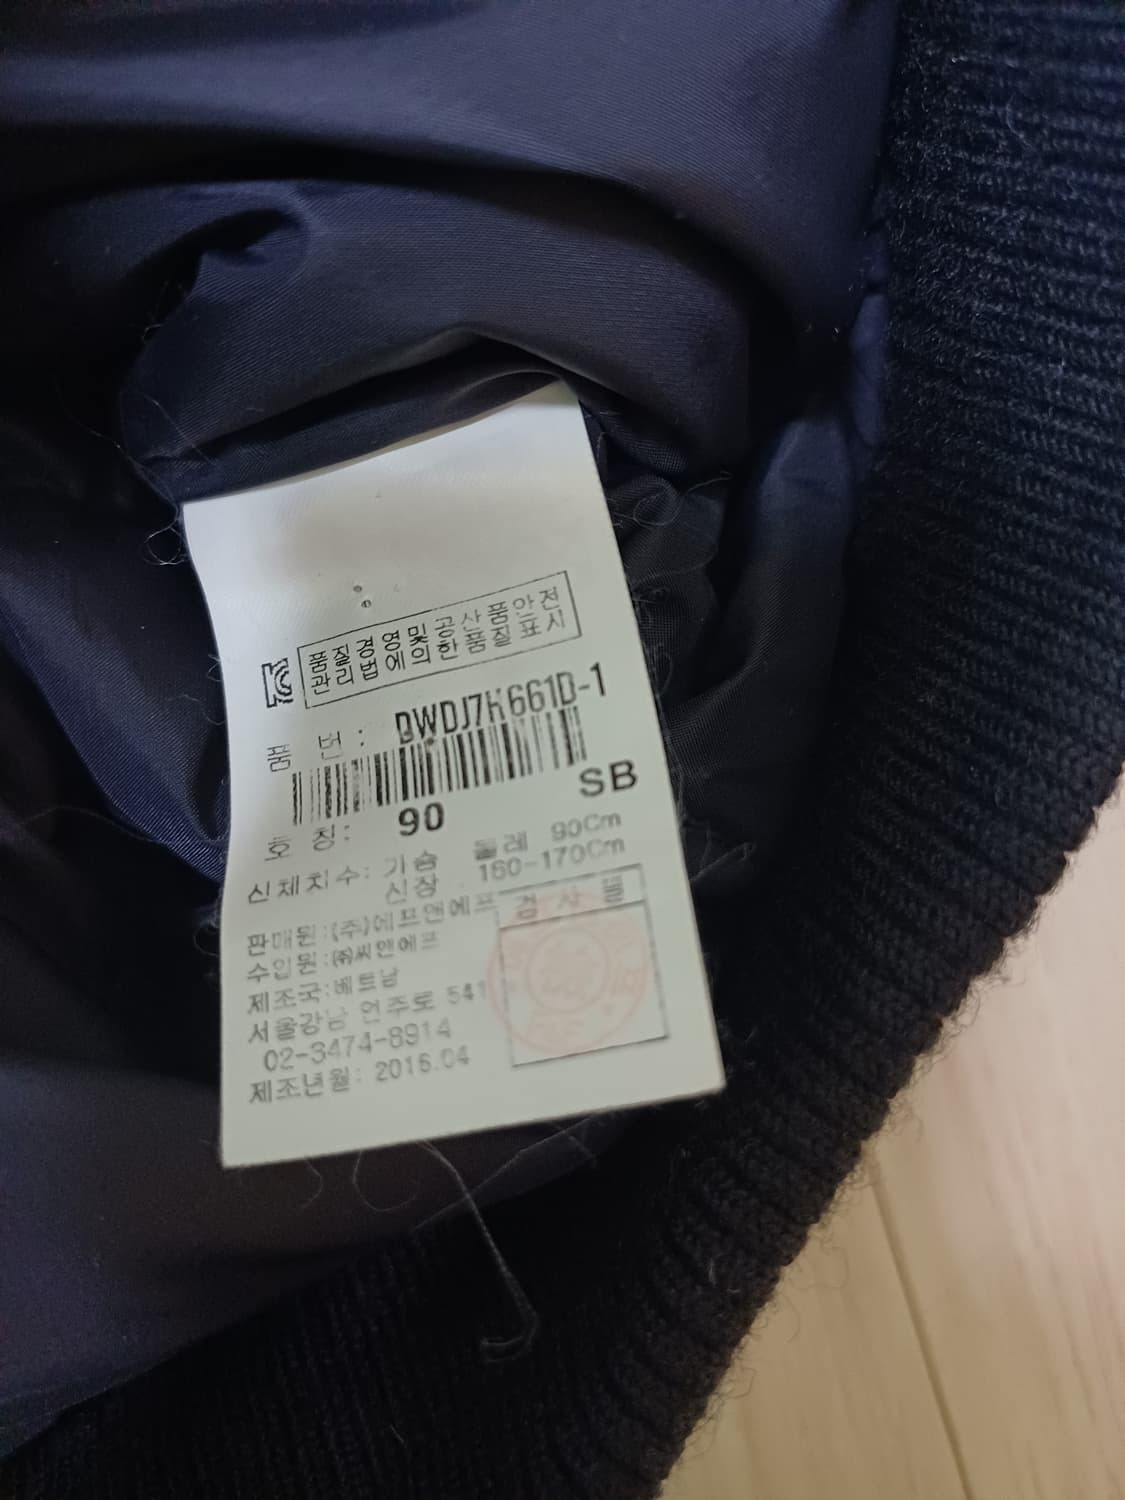 품질경영및공산품안전
관리법에의한품질표시
품 번: DWDJ7H661D-1
SB
호 칭: 90
신체치수: 가슴 둘레 90Cm
신장 160-170Cm
판매원:(주)에프앤에프
수입원:㈜씨앤에프
제조국:베트남
서울강남 언주로 541
02-3474-8914
제조년월: 2016.04
검 사 필